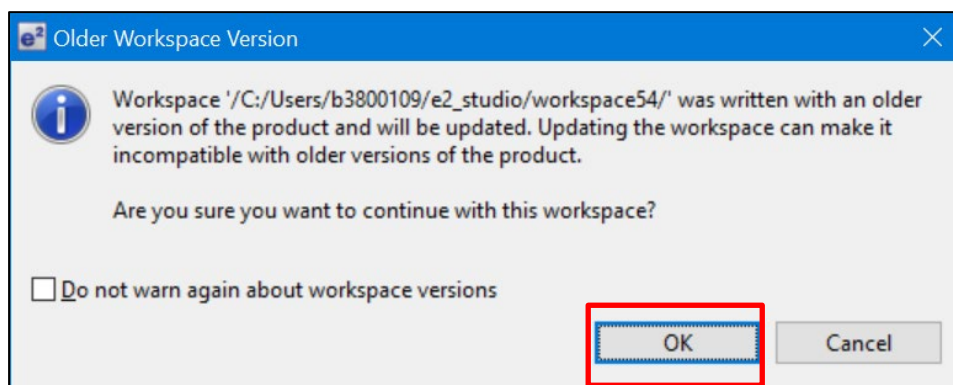 e² Older Workspace Version
Workspace '/C:/Users/b3800109/e2_studio/workspace54/' was written with an older
version of the product and will be updated. Updating the workspace can make it
incompatible with older versions of the product.
Are you sure you want to continue with this workspace?
Do not warn again about workspace versions
OK Cancel